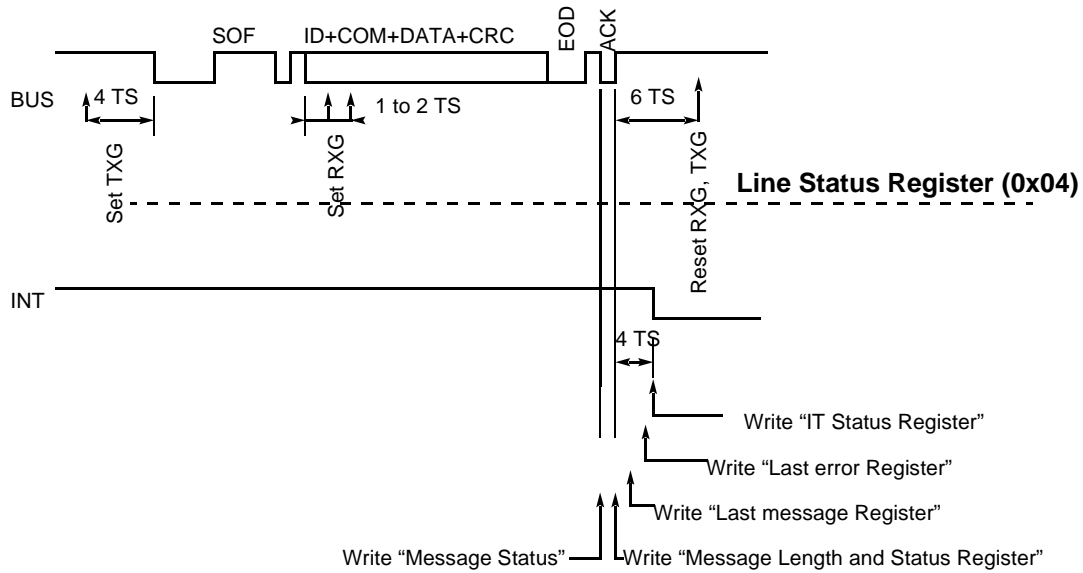 SOF
ID+COM+DATA+CRC
EOD
ACK
BUS
4 TS
1 to 2 TS
6 TS
Set TXG
Set RXG
Reset RXG, TXG
Line Status Register (0x04)
INT
4 TS
Write “IT Status Register”
Write “Last error Register”
Write “Last message Register”
Write “Message Status”
Write “Message Length and Status Register”